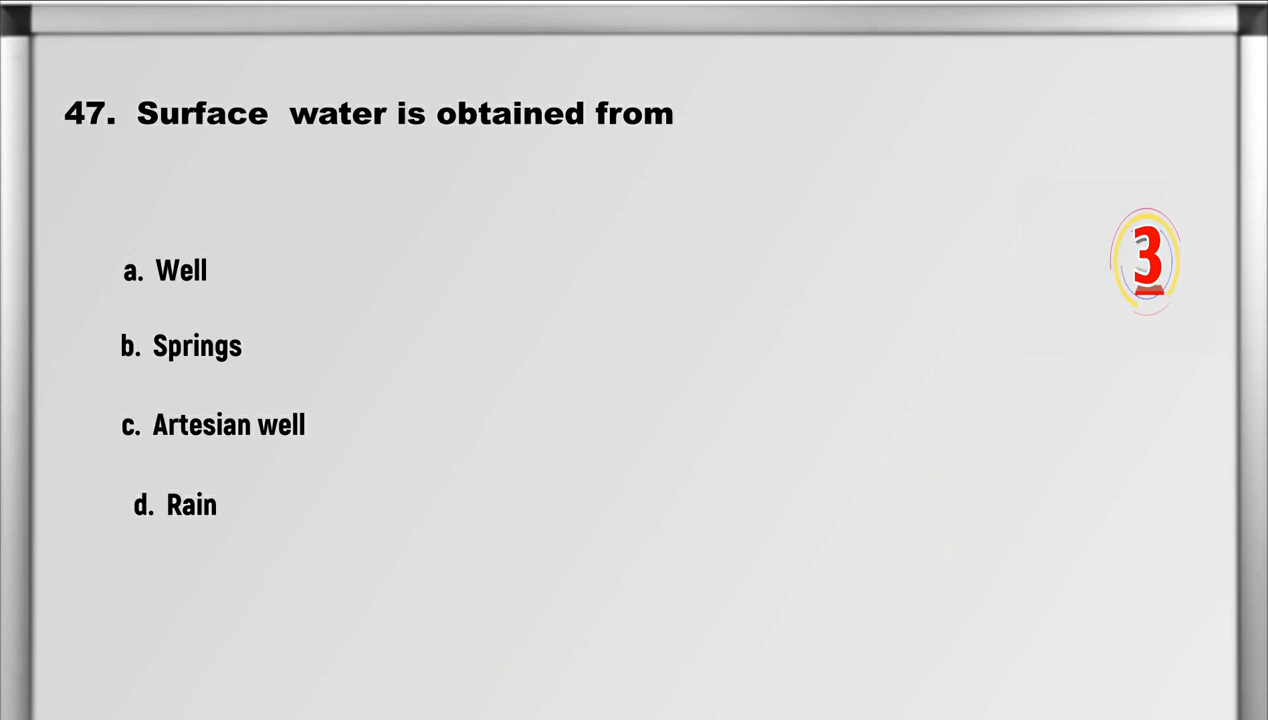 47. Surface water is obtained from
3
a. Well
b. Springs
c. Artesian well
d. Rain